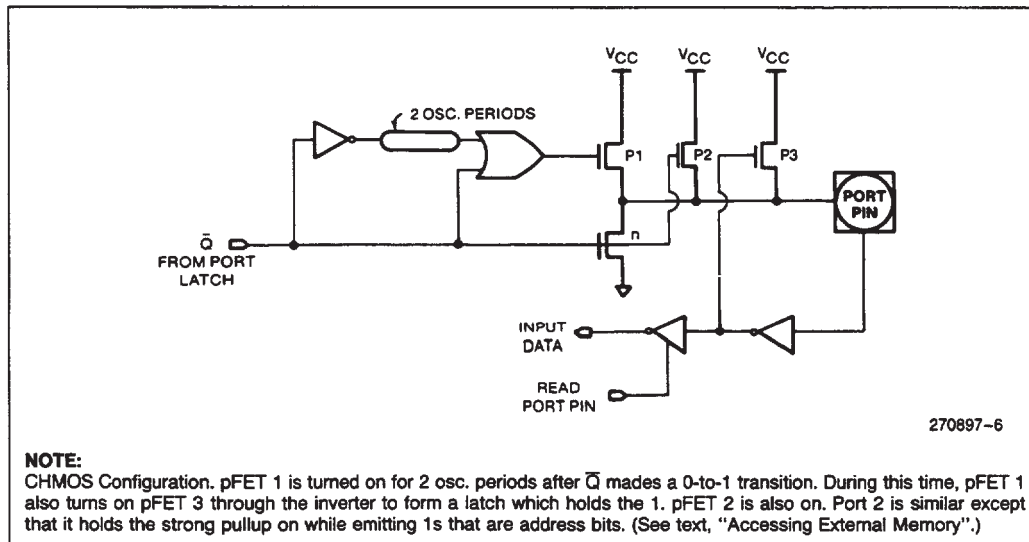 VCC VCC VCC
2 OSC. PERIODS
P1 P2 P3
PORT
PIN
n
Q̄
FROM PORT
LATCH
INPUT
DATA
READ
PORT PIN
270897–6
NOTE:
CHMOS Configuration. pFET 1 is turned on for 2 osc. periods after Q̄ mades a 0-to-1 transition. During this time, pFET 1
also turns on pFET 3 through the inverter to form a latch which holds the 1. pFET 2 is also on. Port 2 is similar except
that it holds the strong pullup on while emitting 1s that are address bits. (See text, "Accessing External Memory".)